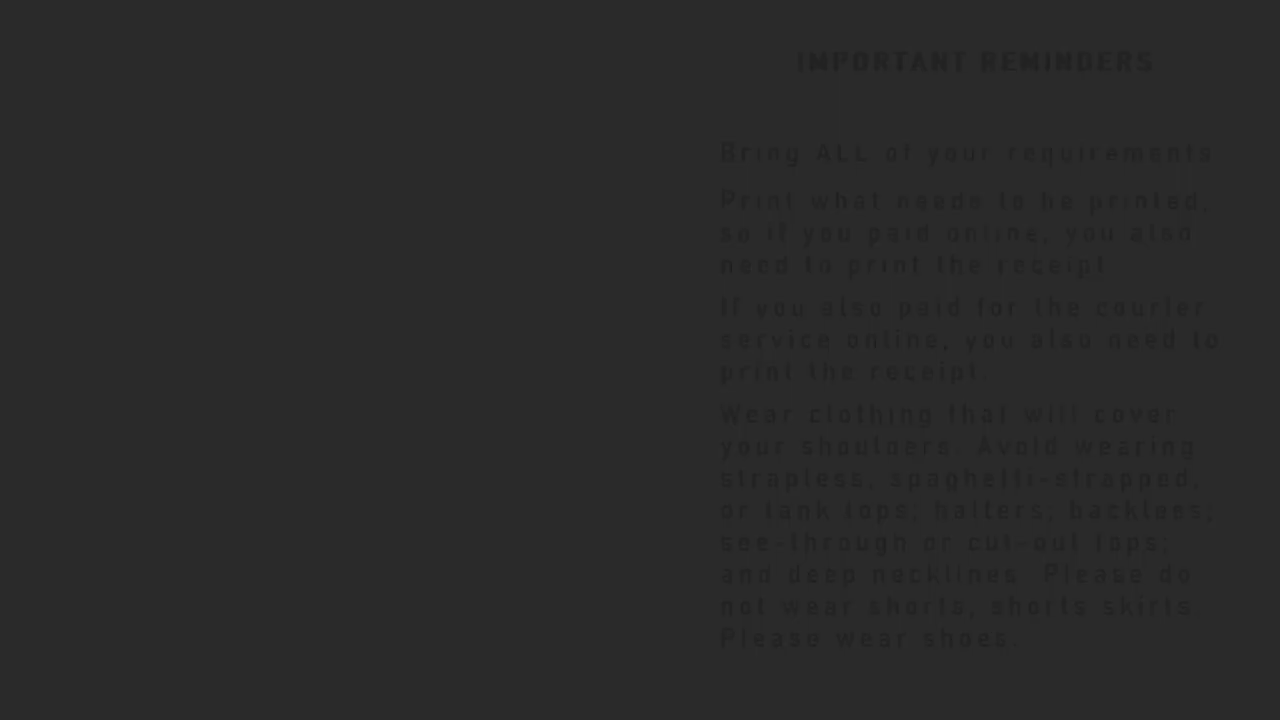 IMPORTANT REMINDERS
Bring ALL of your requirements
Print what needs to be printed,
so if you paid online, you also
need to print the receipt
If you also paid for the courier
service online, you also need to
print the receipt.
Wear clothing that will cover
your shoulders. Avoid wearing
strapless, spaghetti-strapped,
or tank tops; halters, backless;
see-through or cut-out tops;
and deep necklines. Please do
not wear shorts, shorts skirts
Please wear shoes.